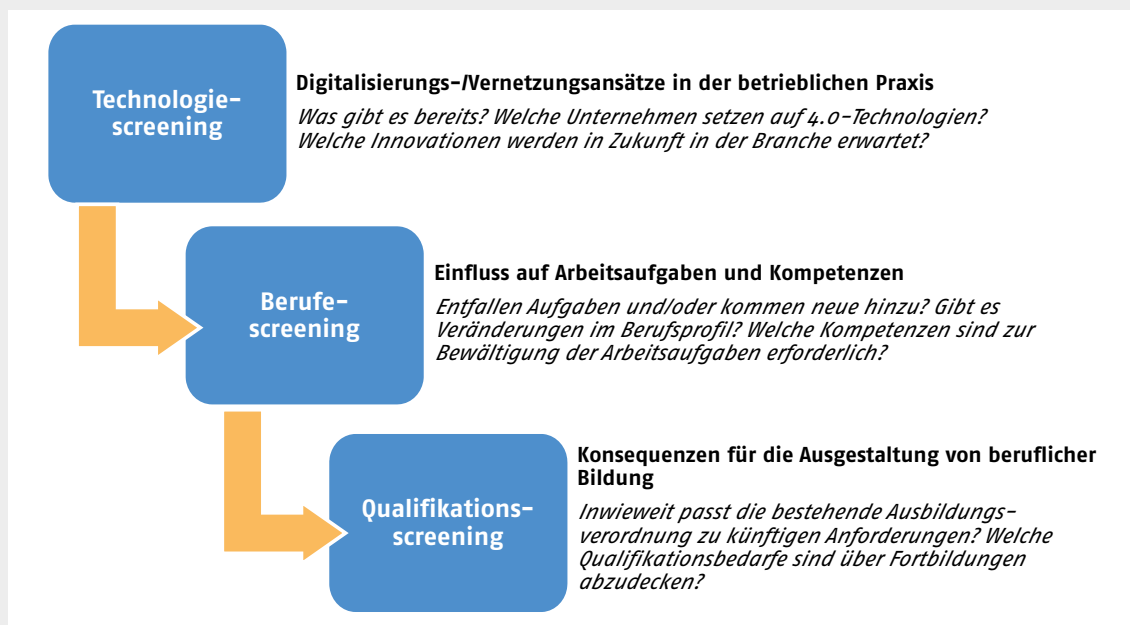 Technologie-
screening
Digitalisierungs-/Vernetzungsansätze in der betrieblichen Praxis
Was gibt es bereits? Welche Unternehmen setzen auf 4.0-Technologien?
Welche Innovationen werden in Zukunft in der Branche erwartet?
Berufe-
screening
Einfluss auf Arbeitsaufgaben und Kompetenzen
Entfallen Aufgaben und/oder kommen neue hinzu? Gibt es
Veränderungen im Berufsprofil? Welche Kompetenzen sind zur
Bewältigung der Arbeitsaufgaben erforderlich?
Qualifikations-
screening
Konsequenzen für die Ausgestaltung von beruflicher
Bildung
Inwieweit passt die bestehende Ausbildungs-
verordnung zu künftigen Anforderungen? Welche
Qualifikationsbedarfe sind über Fortbildungen
abzudecken?